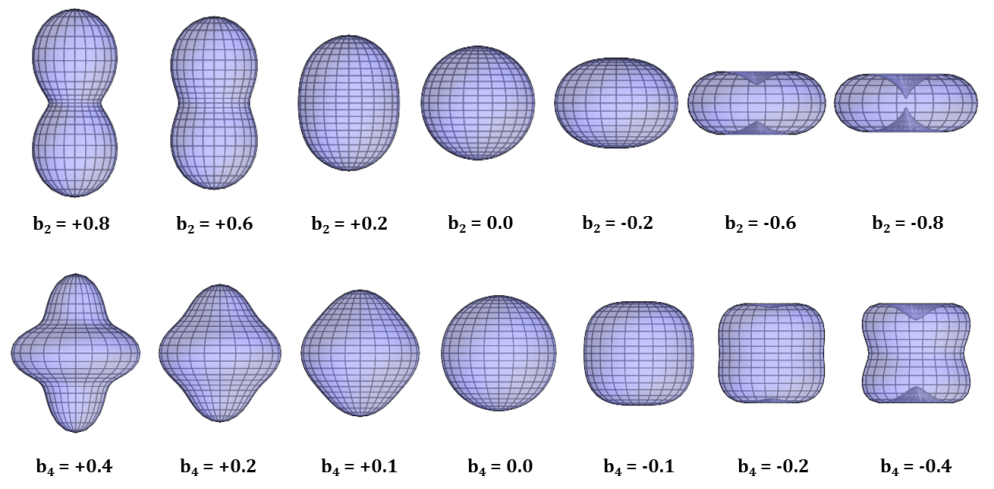 b₂ = +0.8 b₂ = +0.6 b₂ = +0.2 b₂ = 0.0 b₂ = -0.2 b₂ = -0.6 b₂ = -0.8
b₄ = +0.4 b₄ = +0.2 b₄ = +0.1 b₄ = 0.0 b₄ = -0.1 b₄ = -0.2 b₄ = -0.4